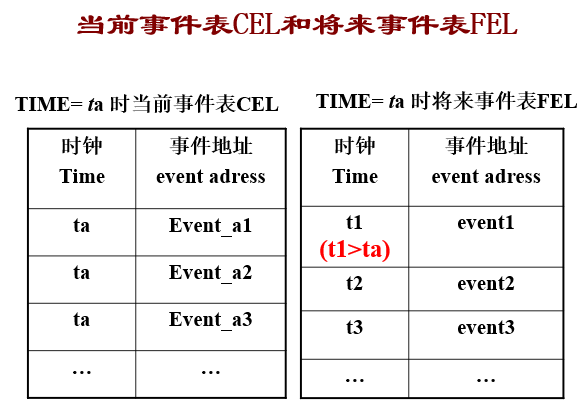 当前事件表CEL和将来事件表FEL
TIME= ta 时当前事件表CEL
时钟 事件地址
Time event adress
ta Event_a1
ta Event_a2
ta Event_a3
… …
TIME= ta 时将来事件表FEL
时钟 事件地址
Time event adress
t1 event1
(t1>ta)
t2 event2
t3 event3
… …